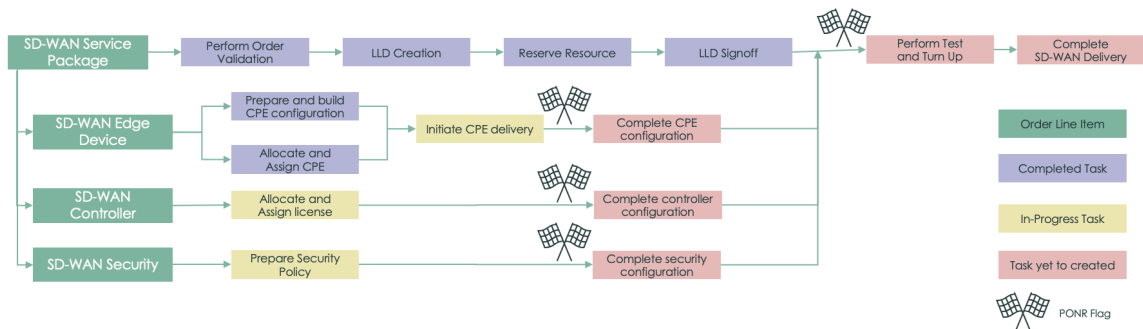 SD-WAN Service
Package
Perform Order
Validation
LLD Creation
Reserve Resource
LLD Signoff
Perform Test
and Turn Up
Complete
SD-WAN Delivery
SD-WAN Edge
Device
Prepare and build
CPE configuration
Allocate and
Assign CPE
Initiate CPE delivery
Complete CPE
configuration
SD-WAN
Controller
Allocate and
Assign license
Complete controller
configuration
SD-WAN Security
Prepare Security
Policy
Complete security
configuration
Order Line Item
Completed Task
In-Progress Task
Task yet to created
PONR Flag